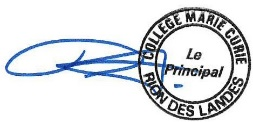 COLLEGE MARIE CURIE
Le
Principal
RION DES LANDES